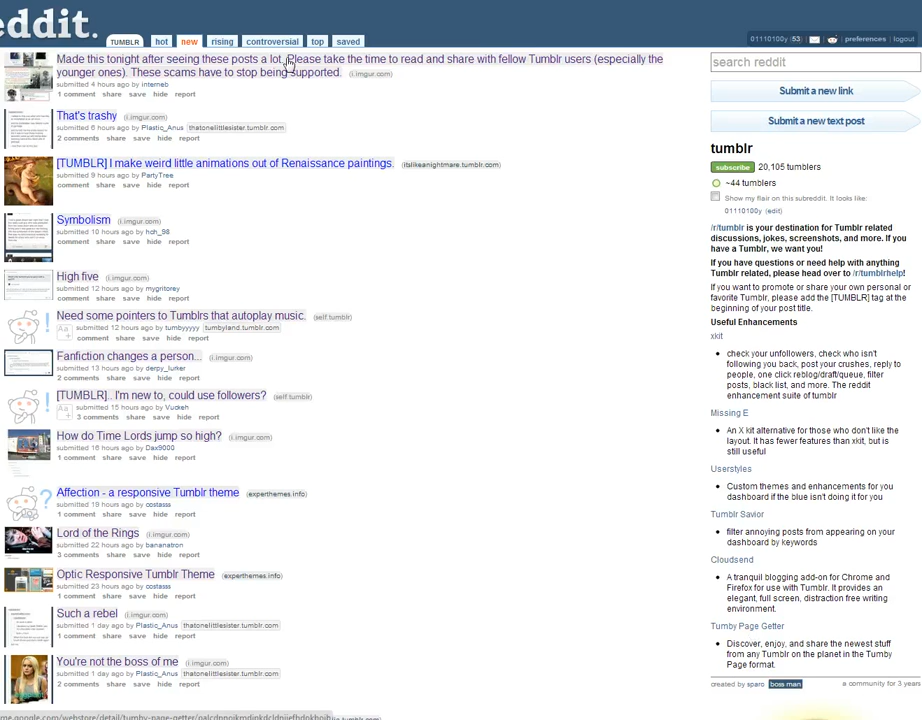 eddit.
TUMBLR hot new rising controversial top saved
01110100y (53) preferences | logout
Made this tonight after seeing these posts a lot. Please take the time to read and share with fellow Tumblr users (especially the
younger ones). These scams have to stop being supported. (i.imgur.com)
submitted 4 hours ago by interneb
1 comment share save hide report
That's trashy (i.imgur.com)
submitted 6 hours ago by Plastic_Anus thatonelittlesister.tumblr.com
2 comments share save hide report
[TUMBLR] I make weird little animations out of Renaissance paintings. (itslikeanightmare.tumblr.com)
submitted 9 hours ago by PartyTree
comment share save hide report
Symbolism (i.imgur.com)
submitted 10 hours ago by hch_98
comment share save hide report
High five (i.imgur.com)
submitted 12 hours ago by mygritorey
comment share save hide report
Need some pointers to Tumblrs that autoplay music. (self.tumblr)
Aa+ submitted 12 hours ago by tumbyyyyy tumbyland.tumblr.com
comment share save hide report
Fanfiction changes a person... (i.imgur.com)
submitted 13 hours ago by derpy_lurker
2 comments share save hide report
[TUMBLR].. I'm new to, could use followers? (self.tumblr)
Aa+ submitted 15 hours ago by Vuckeh
3 comments share save hide report
How do Time Lords jump so high? (i.imgur.com)
submitted 16 hours ago by Dax9000
1 comment share save hide report
Affection - a responsive Tumblr theme (experthemes.info)
submitted 19 hours ago by costasss
1 comment share save hide report
Lord of the Rings (i.imgur.com)
submitted 22 hours ago by bananatron
3 comments share save hide report
Optic Responsive Tumblr Theme (experthemes.info)
submitted 23 hours ago by costasss
1 comment share save hide report
Such a rebel (i.imgur.com)
submitted 1 day ago by Plastic_Anus thatonelittlesister.tumblr.com
1 comment share save hide report
You're not the boss of me (i.imgur.com)
submitted 1 day ago by Plastic_Anus thatonelittlesister.tumblr.com
2 comments share save hide report
search reddit
Submit a new link
Submit a new text post
tumblr
subscribe 20,105 tumblers
~44 tumblers
Show my flair on this subreddit. It looks like:
01110100y (edit)
/r/tumblr is your destination for Tumblr related
discussions, jokes, screenshots, and more. If you
have a Tumblr, we want you!
If you have questions or need help with anything
Tumblr related, please head over to /r/tumblrhelp!
If you want to promote or share your own personal or
favorite Tumblr, please add the [TUMBLR] tag at the
beginning of your post title.
Useful Enhancements
xkit
check your unfollowers, check who isn't
following you back, post your crushes, reply to
people, one click reblog/draft/queue, filter
posts, black list, and more. The reddit
enhancement suite of tumblr
Missing E
An X kit alternative for those who don't like the
layout. It has fewer features than xkit, but is
still useful
Userstyles
Custom themes and enhancements for you
dashboard if the blue isn't doing it for you
Tumblr Savior
filter annoying posts from appearing on your
dashboard by keywords
Cloudsend
A tranquil blogging add-on for Chrome and
Firefox for use with Tumblr. It provides an
elegant, full screen, distraction free writing
environment.
Tumby Page Getter
Discover, enjoy, and share the newest stuff
from any Tumblr on the planet in the Tumby
Page format.
created by sparo boss man a community for 3 years